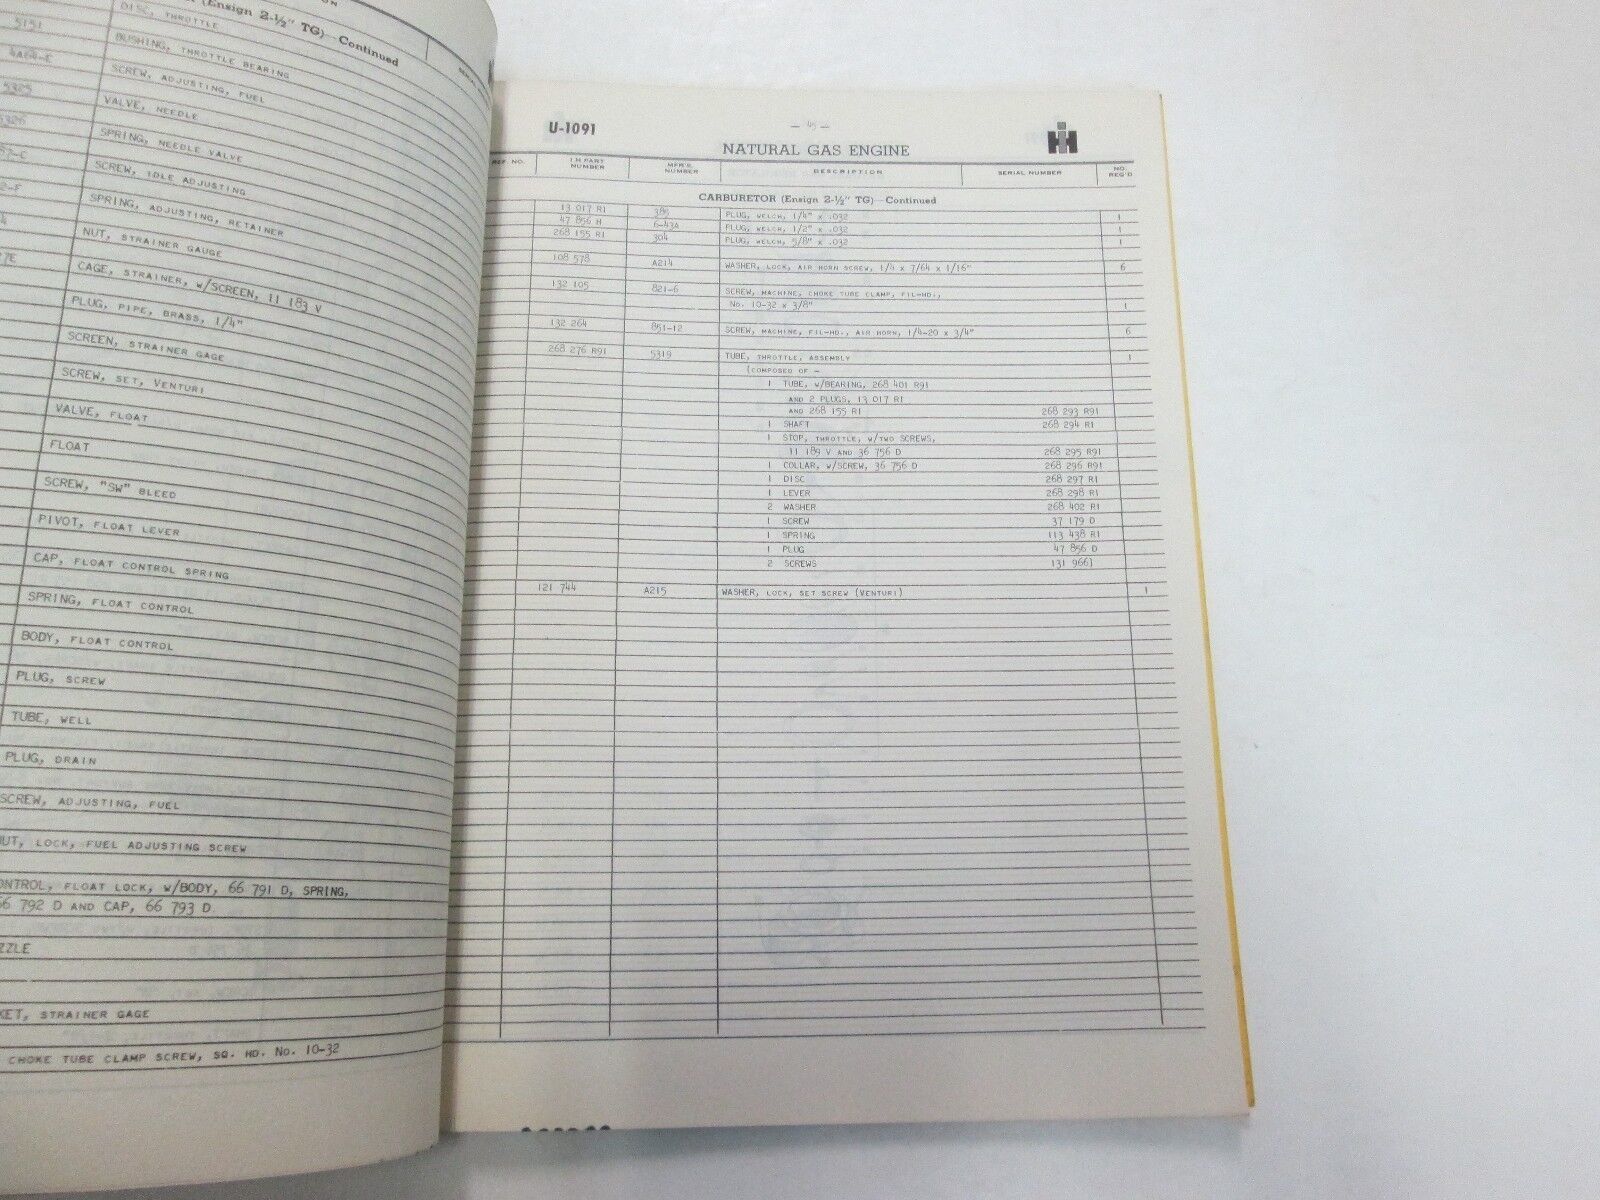 (Ensign 2-½" TG)—Continued
5151 DISC, THROTTLE
4A64-C BUSHING, THROTTLE BEARING
5325 SCREW, ADJUSTING, FUEL
VALVE, NEEDLE
SPRING, NEEDLE VALVE
SCREW, IDLE ADJUSTING
SPRING, ADJUSTING, RETAINER
NUT, STRAINER GAUGE
CAGE, STRAINER, W/SCREEN, 11 183 V
PLUG, PIPE, BRASS, 1/4"
SCREEN, STRAINER GAGE
SCREW, SET, VENTURI
VALVE, FLOAT
FLOAT
SCREW, "SW" BLEED
PIVOT, FLOAT LEVER
CAP, FLOAT CONTROL SPRING
SPRING, FLOAT CONTROL
BODY, FLOAT CONTROL
PLUG, SCREW
TUBE, WELL
PLUG, DRAIN
SCREW, ADJUSTING, FUEL
NUT, LOCK, FUEL ADJUSTING SCREW
CONTROL, FLOAT LOCK, W/BODY, 66 791 D, SPRING,
66 792 D AND CAP, 66 793 D
ZZLE
KET, STRAINER GAGE
CHOKE TUBE CLAMP SCREW, SQ. HD. No. 10-32
U-1091 — 45 — IH
NATURAL GAS ENGINE
REF. NO. I H PART NUMBER MFR'S. NUMBER DESCRIPTION SERIAL NUMBER NO. REQ'D
CARBURETOR (Ensign 2-½" TG)—Continued
13 017 R1 385 PLUG, WELCH, 1/4" x .032 1
47 856 H 6-43A PLUG, WELCH, 1/2" x .032 1
268 155 R1 304 PLUG, WELCH, 5/8" x .032 1
108 578 A214 WASHER, LOCK, AIR HORN SCREW, 1/4 x 7/64 x 1/16" 6
132 105 821-6 SCREW, MACHINE, CHOKE TUBE CLAMP, FIL-HD.,
No. 10-32 x 3/8" 1
132 264 851-12 SCREW, MACHINE, FIL-HD., AIR HORN, 1/4-20 x 3/4" 6
268 276 R91 5319 TUBE, THROTTLE, ASSEMBLY 1
(COMPOSED OF -
1 TUBE, W/BEARING, 268 401 R91
AND 2 PLUGS, 13 017 R1
AND 268 155 R1 268 293 R91
1 SHAFT 268 294 R1
1 STOP, THROTTLE, W/TWO SCREWS,
11 189 V AND 36 756 D 268 295 R91
1 COLLAR, W/SCREW, 36 756 D 268 296 R91
1 DISC 268 297 R1
1 LEVER 268 298 R1
2 WASHER 268 402 R1
1 SCREW 37 179 D
1 SPRING 113 438 R1
1 PLUG 47 856 D
2 SCREWS 131 966)
121 744 A215 WASHER, LOCK, SET SCREW (VENTURI) 1